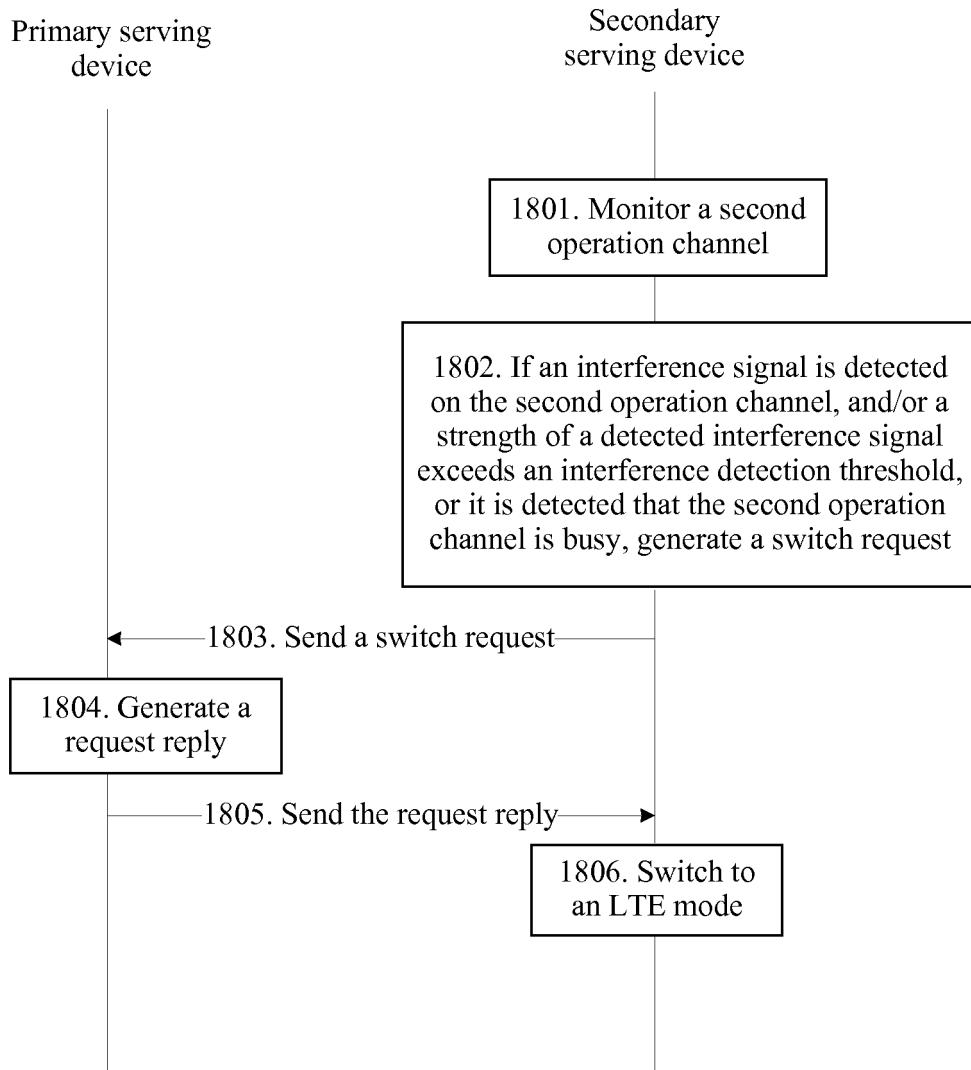 Primary serving
device
Secondary
serving device
1801. Monitor a second
operation channel
1802. If an interference signal is detected
on the second operation channel, and/or a
strength of a detected interference signal
exceeds an interference detection threshold,
or it is detected that the second operation
channel is busy, generate a switch request
1803. Send a switch request
1804. Generate a
request reply
1805. Send the request reply
1806. Switch to
an LTE mode